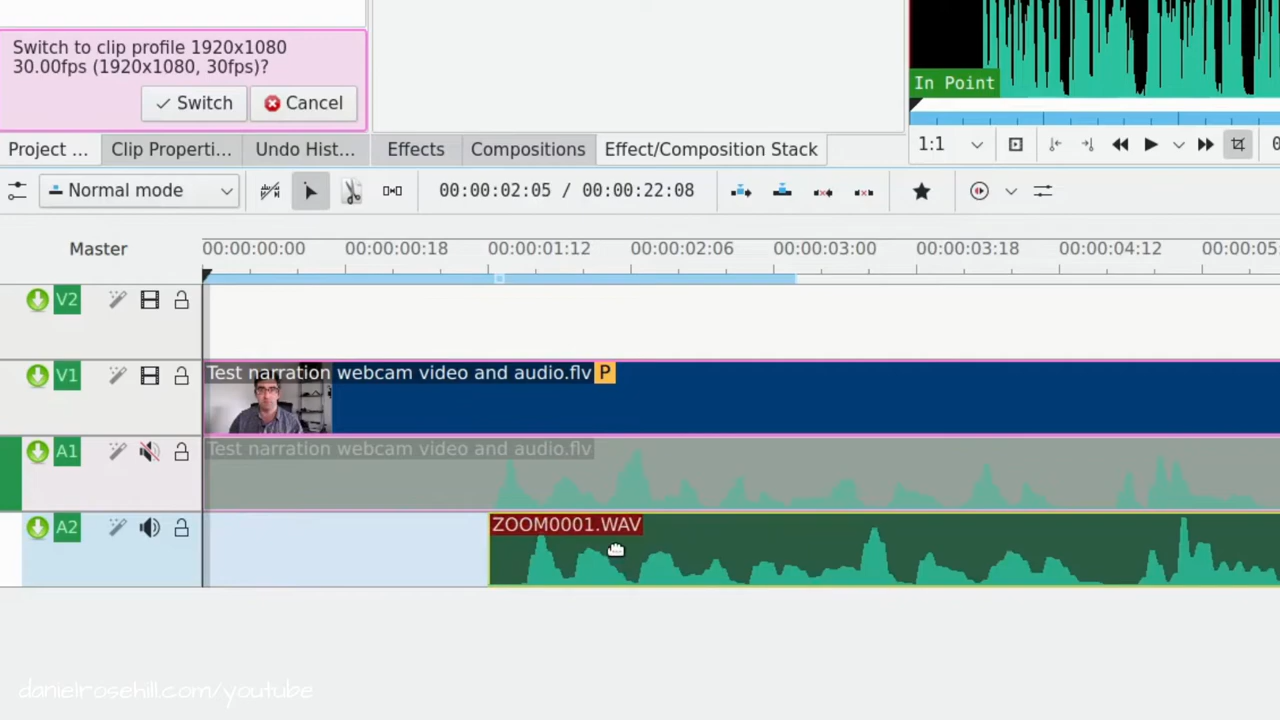 Switch to clip profile 1920x1080
30.00fps (1920x1080, 30fps)?
Switch Cancel
In Point
Project ... Clip Properti... Undo Hist... Effects Compositions Effect/Composition Stack
1:1
Normal mode 00:00:02:05 / 00:00:22:08
Master 00:00:00:00 00:00:00:18 00:00:01:12 00:00:02:06 00:00:03:00 00:00:03:18 00:00:04:12 00:00:05:
V2
V1 Test narration webcam video and audio.flv P
A1 Test narration webcam video and audio.flv
A2 ZOOM0001.WAV
danielrosehill.com/youtube